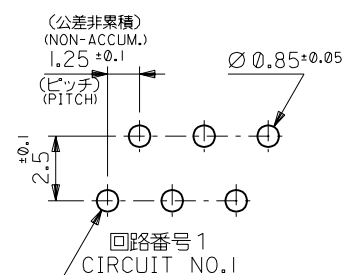 (公差非累積)
(NON-ACCUM.)
1.25 ±0.1
(ピッチ)
(PITCH)
Ø 0.85±0.05
2.5 ±0.1
回路番号1
CIRCUIT NO.1